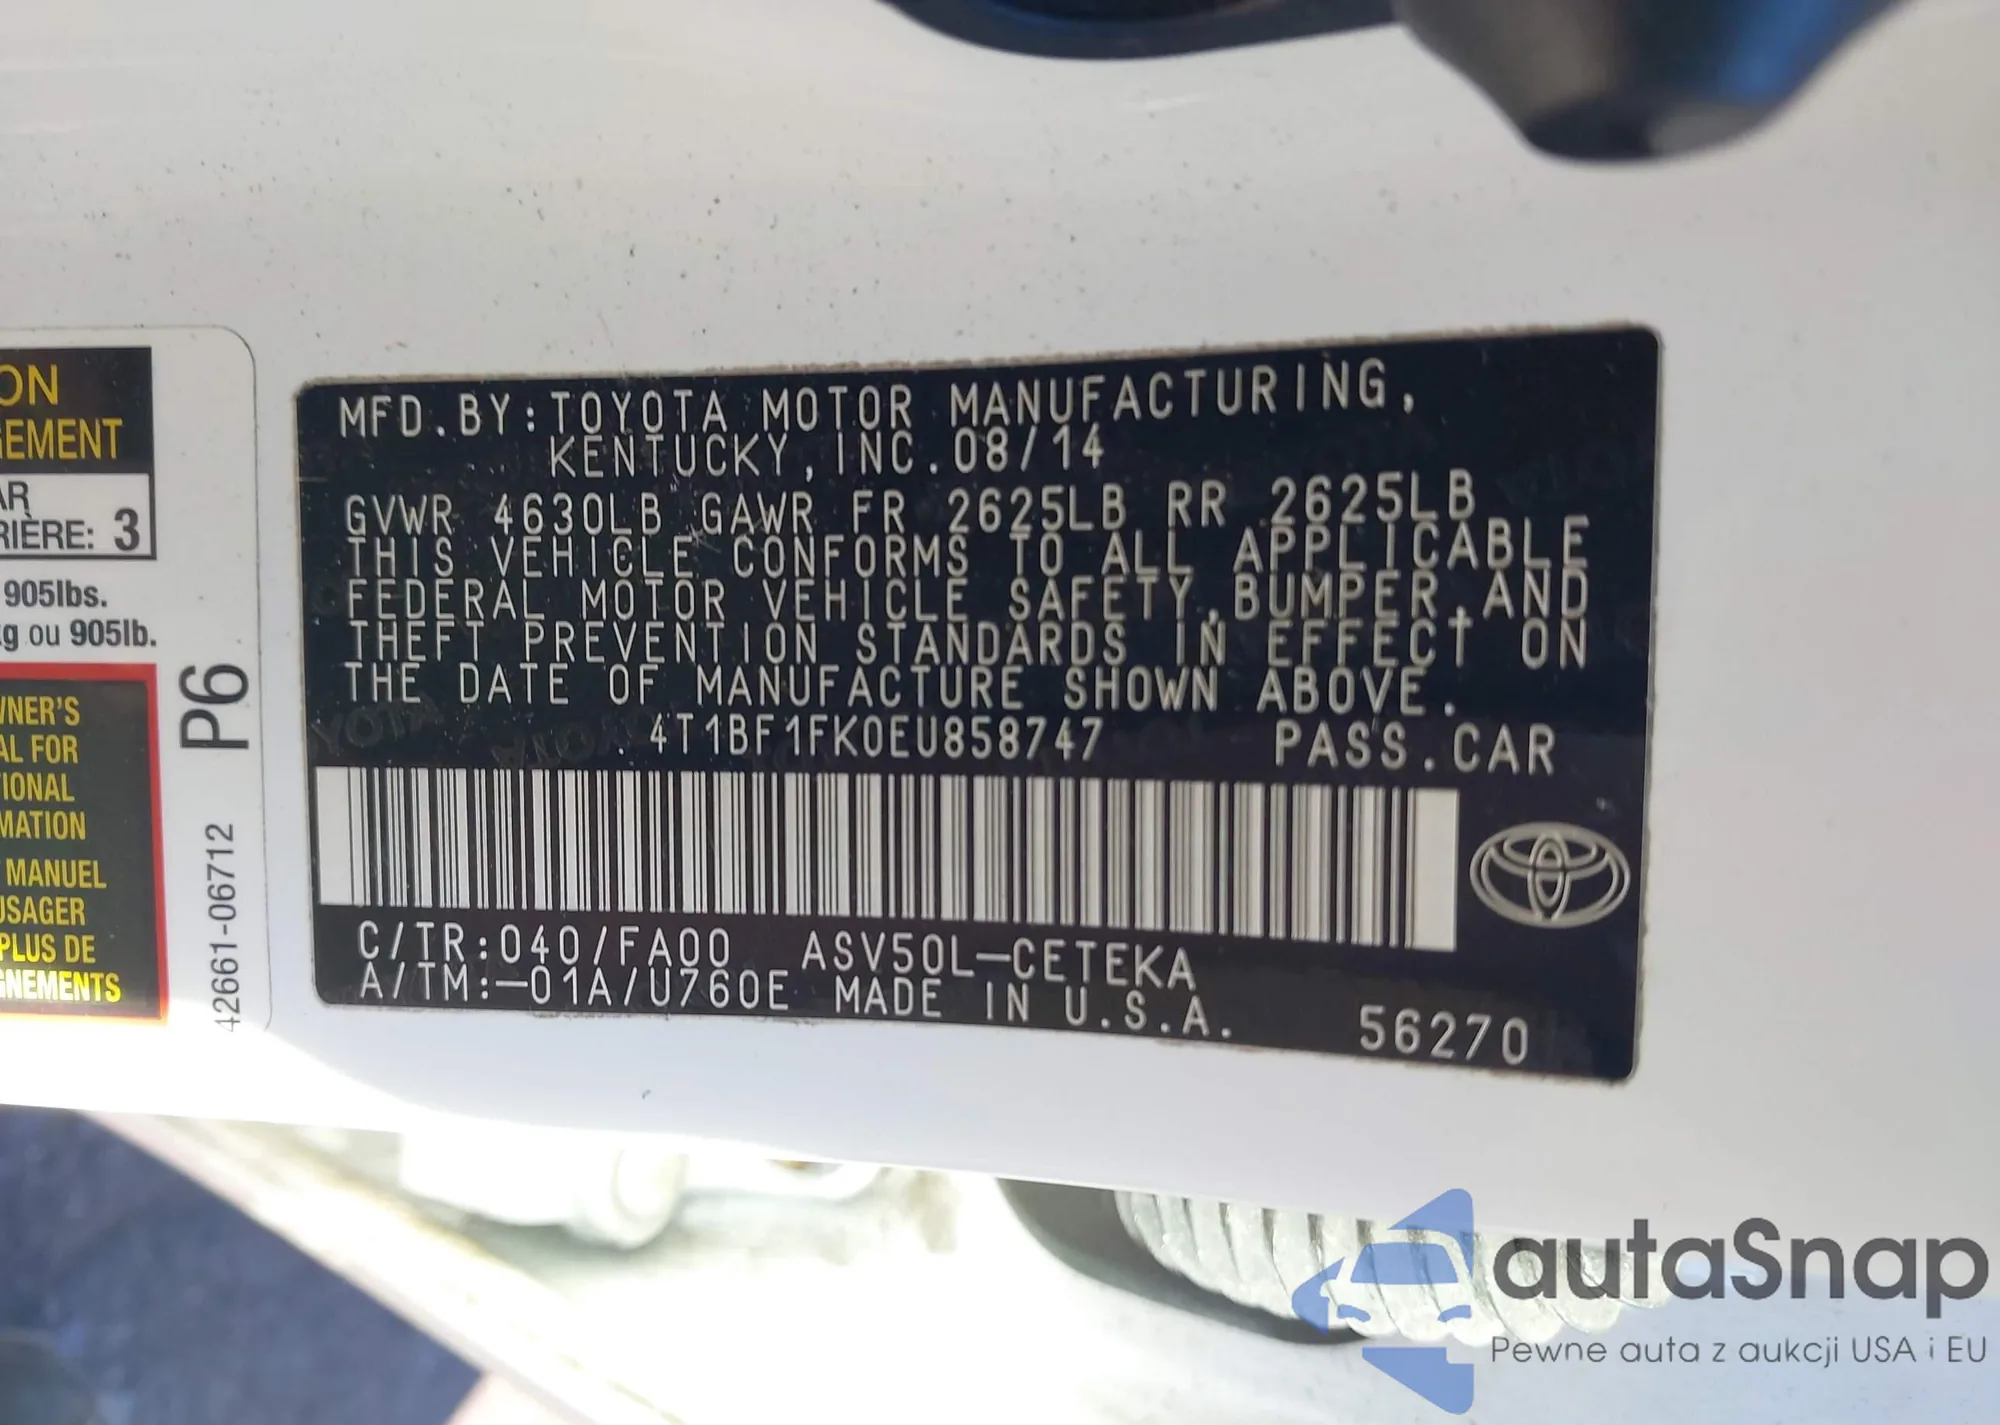 ON
EMENT
AR
RIÈRE: 3
905lbs.
kg ou 905lb.
WNER'S
AL FOR
IONAL
MATION
MANUEL
USAGER
PLUS DE
GNEMENTS
P6
42661-06712
MFD.BY:TOYOTA MOTOR MANUFACTURING,
KENTUCKY,INC.08/14
GVWR 4630LB GAWR FR 2625LB RR 2625LB
THIS VEHICLE CONFORMS TO ALL APPLICABLE
FEDERAL MOTOR VEHICLE SAFETY,BUMPER,AND
THEFT PREVENTION STANDARDS IN EFFECT ON
THE DATE OF MANUFACTURE SHOWN ABOVE.
4T1BF1FK0EU858747 PASS.CAR
C/TR:040/FA00 ASV50L-CETEKA
A/TM:-01A/U760E MADE IN U.S.A. 56270
autaSnap
Pewne auta z aukcji USA i EU